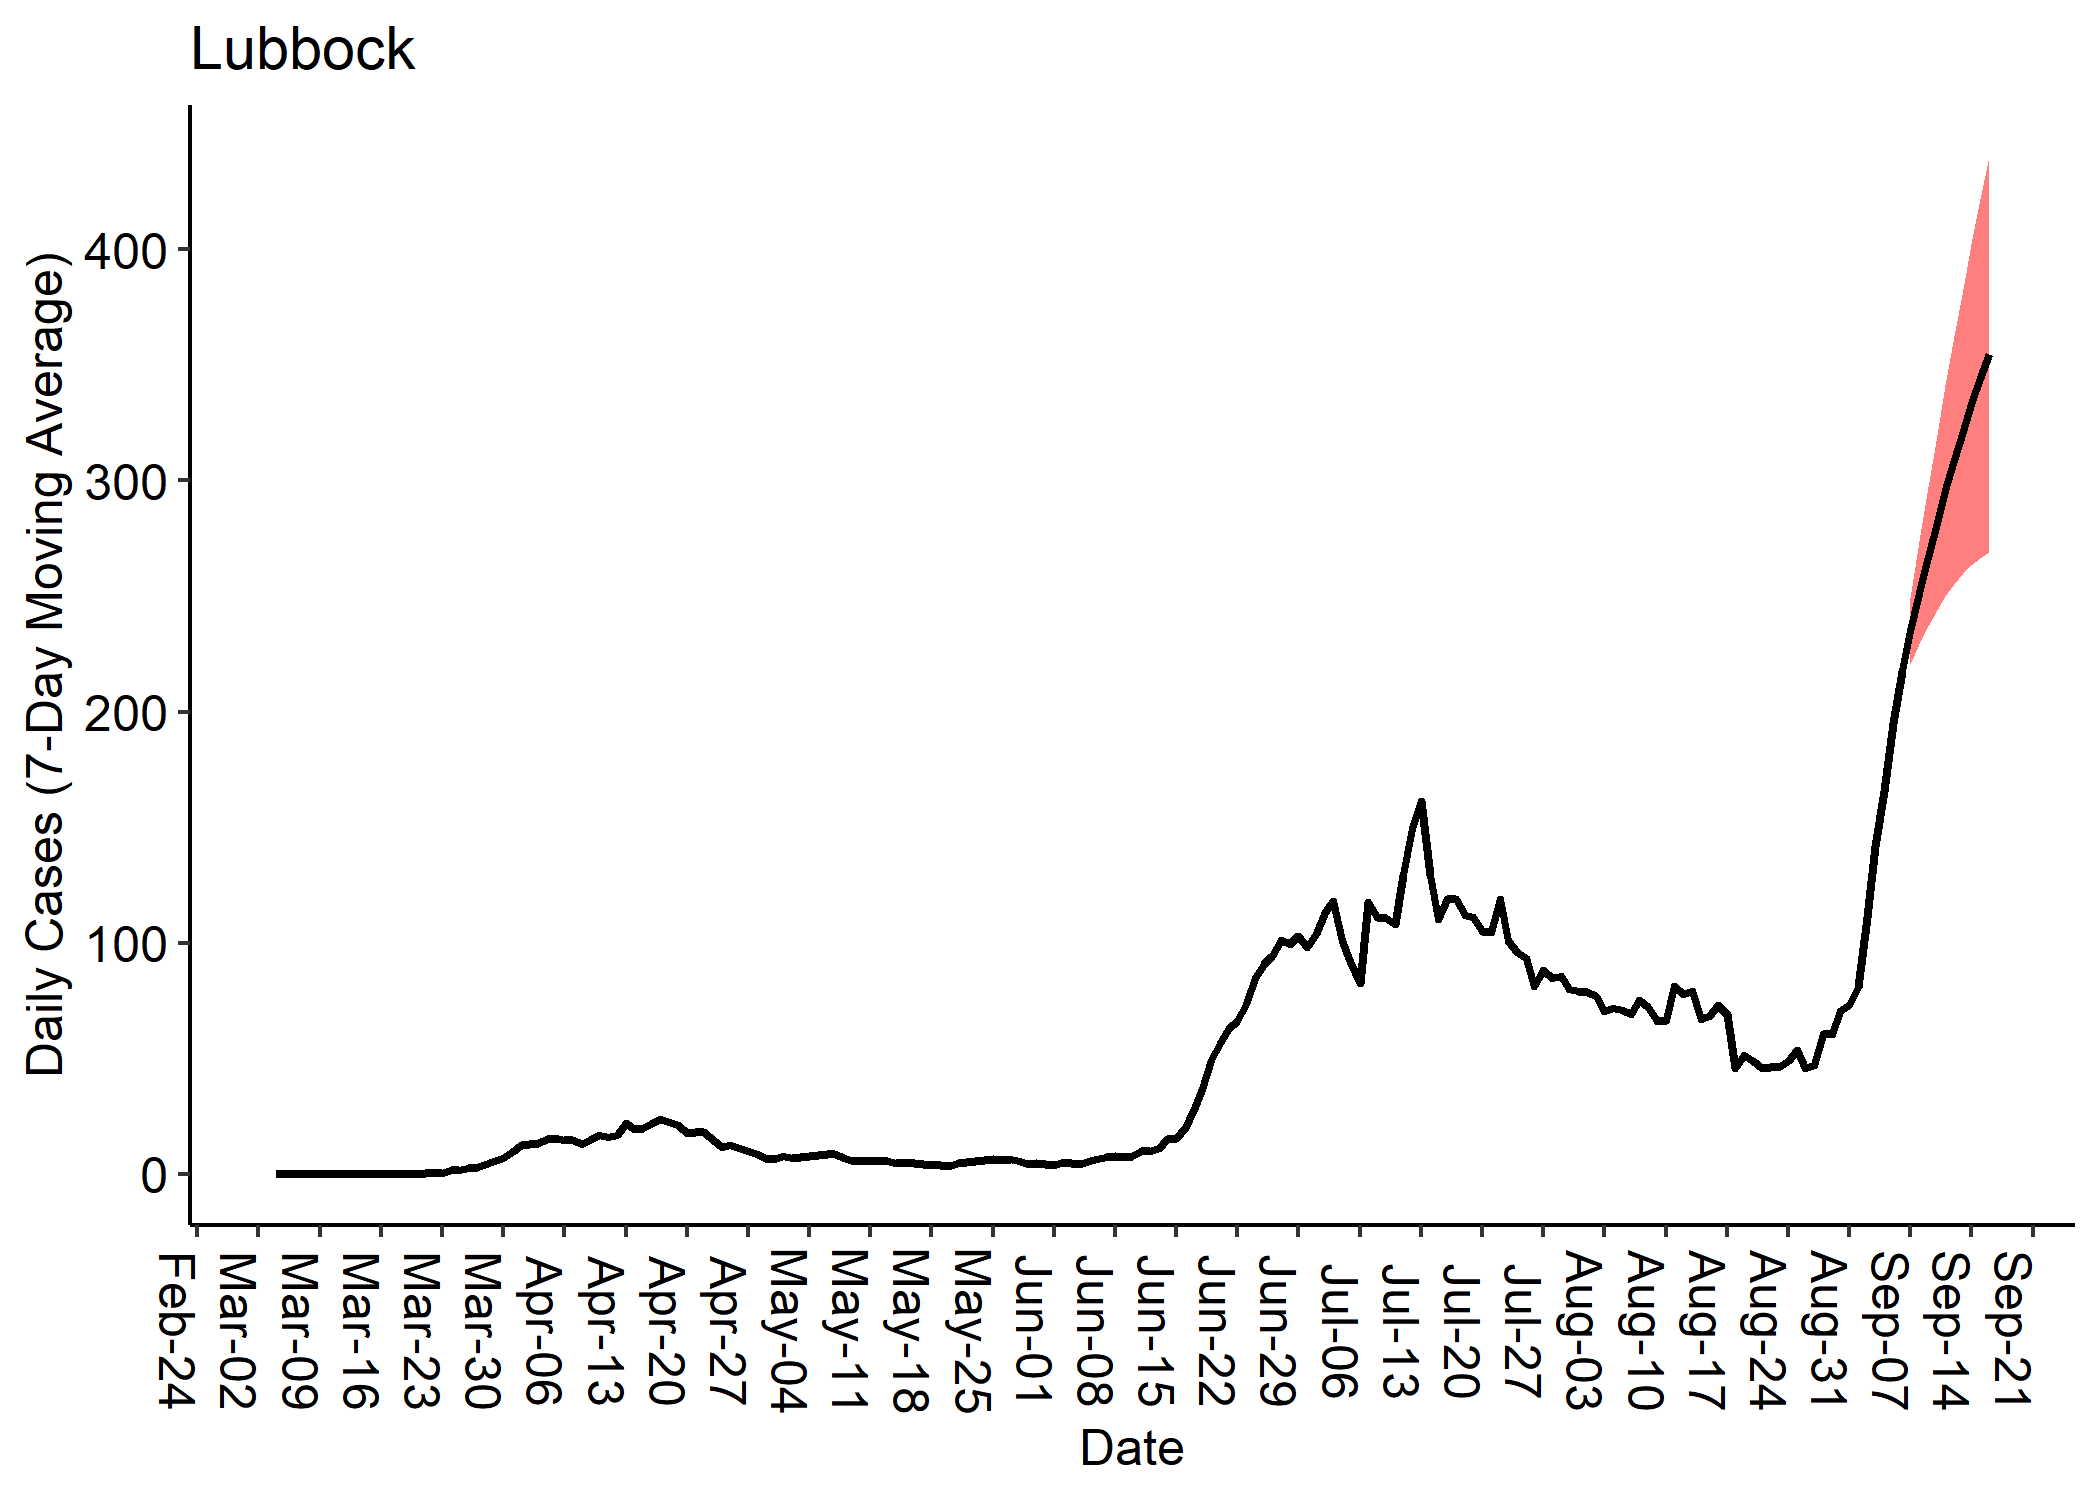 Lubbock
Daily Cases (7-Day Moving Average)
400
300
200
100
0
Feb-24
Mar-02
Mar-09
Mar-16
Mar-23
Mar-30
Apr-06
Apr-13
Apr-20
Apr-27
May-04
May-11
May-18
May-25
Jun-01
Jun-08
Jun-15
Jun-22
Jun-29
Jul-06
Jul-13
Jul-20
Jul-27
Aug-03
Aug-10
Aug-17
Aug-24
Aug-31
Sep-07
Sep-14
Sep-21
Date